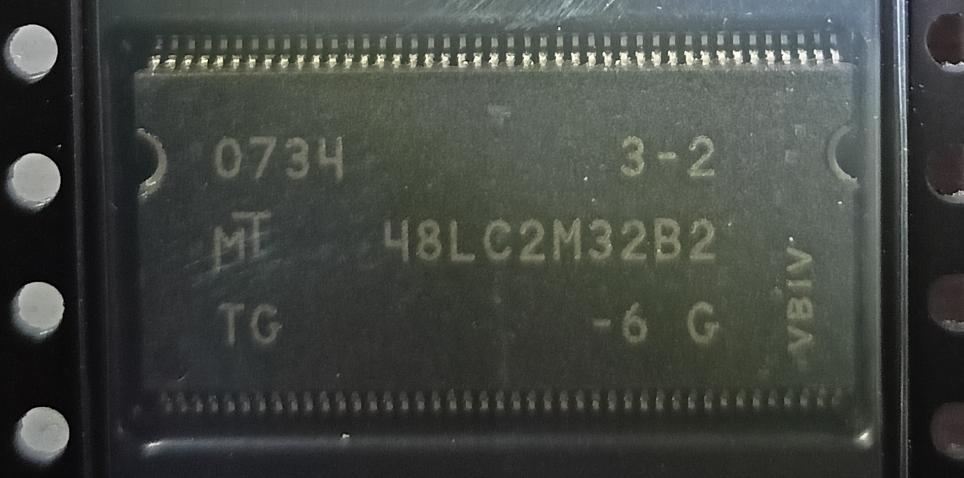 0734 3-2
MT 48LC2M32B2
TG -6 G
VBIV